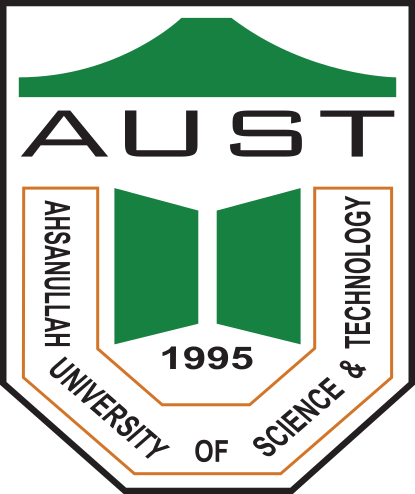 AUST
1995
AHSANULLAH UNIVERSITY OF SCIENCE & TECHNOLOGY